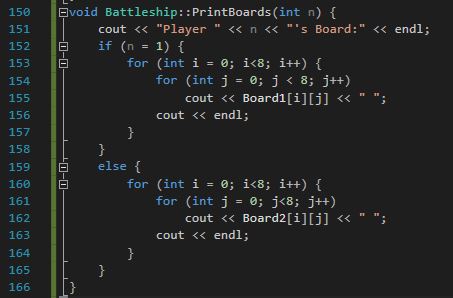 150 void Battleship::PrintBoards(int n) {
151     cout << "Player " << n << "'s Board:" << endl;
152     if (n = 1) {
153         for (int i = 0; i<8; i++) {
154             for (int j = 0; j < 8; j++)
155                 cout << Board1[i][j] << " ";
156             cout << endl;
157         }
158     }
159     else {
160         for (int i = 0; i<8; i++) {
161             for (int j = 0; j<8; j++)
162                 cout << Board2[i][j] << " ";
163             cout << endl;
164         }
165     }
166 }